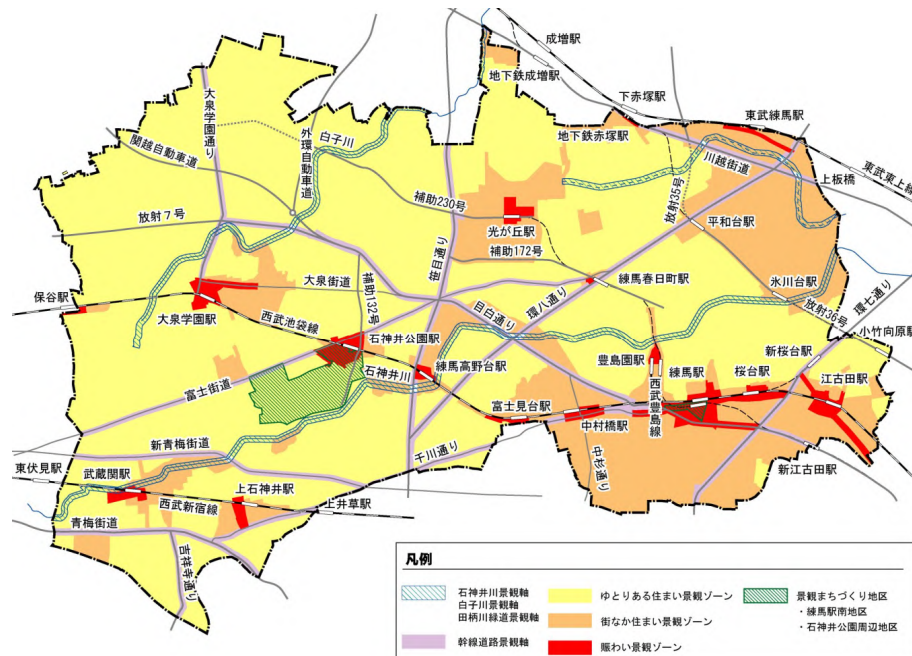 成増駅
地下鉄成増駅
下赤塚駅
東武練馬駅
地下鉄赤塚駅
川越街道
上板橋
東武東上線
大泉学園通り
外環自動車道
白子川
関越自動車道
放射7号
補助230号
光が丘駅
補助172号
放射35号
平和台駅
笹目通り
大泉街道
補助132号
環八通り
練馬春日町駅
氷川台駅
環七通り
放射36号
小竹向原駅
保谷駅
大泉学園駅
西武池袋線
石神井公園駅
目白通り
練馬高野台駅
石神井川
富士街道
豊島園駅
練馬駅
新桜台駅
桜台駅
江古田駅
西武豊島線
富士見台駅
中村橋駅
新青梅街道
千川通り
中杉通り
新江古田駅
東伏見駅
武蔵関駅
上石神井駅
上井草駅
西武新宿線
青梅街道
吉祥寺通り
凡例
石神井川景観軸
白子川景観軸
田柄川緑道景観軸
幹線道路景観軸
ゆとりある住まい景観ゾーン
街なか住まい景観ゾーン
賑わい景観ゾーン
景観まちづくり地区
・練馬駅南地区
・石神井公園周辺地区